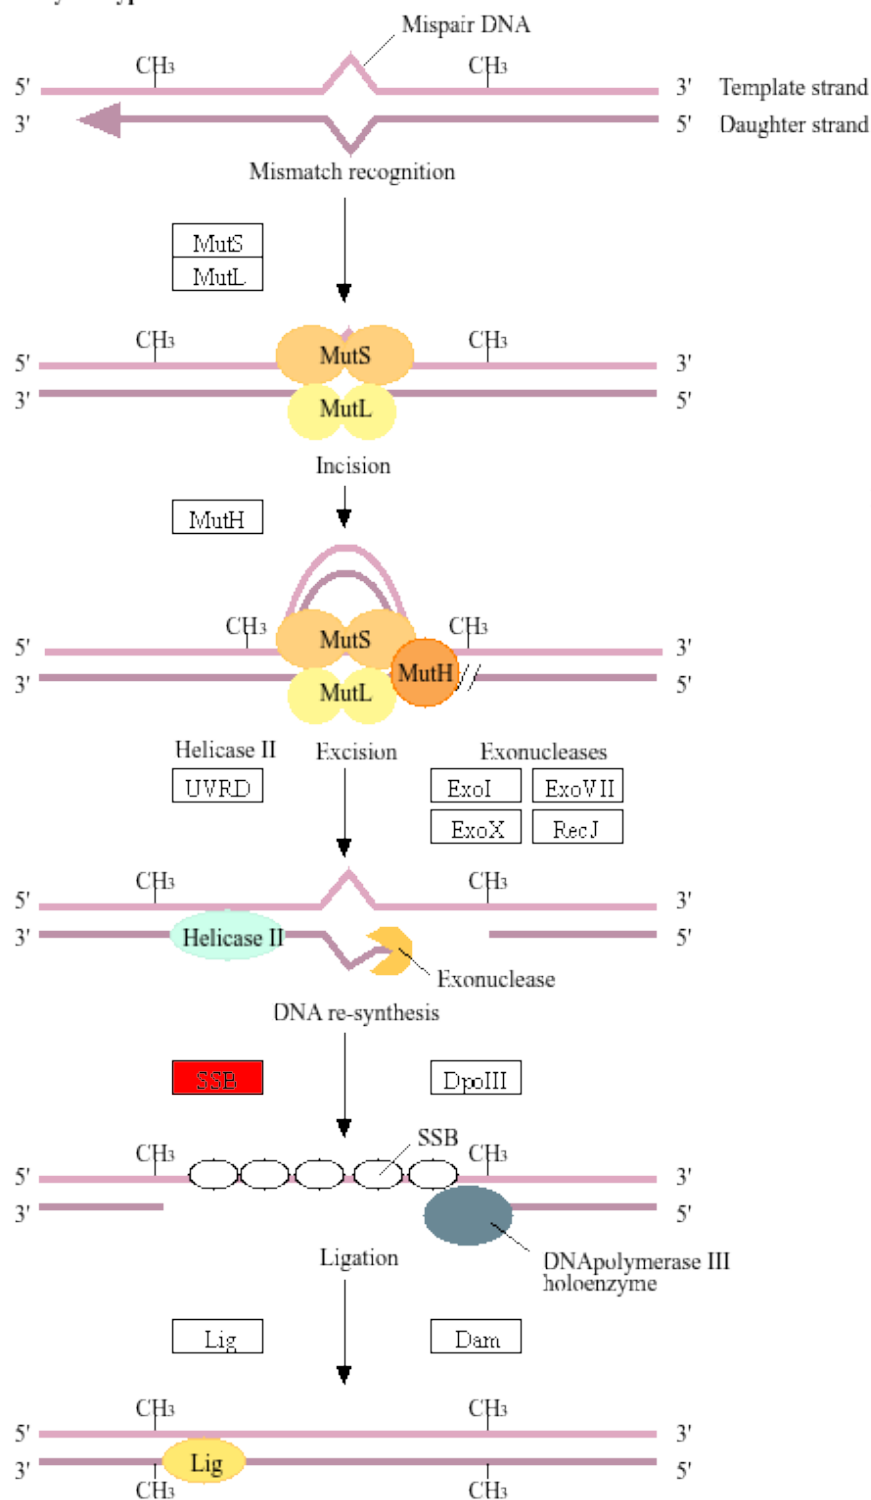 Mispair DNA
CH3 CH3
5' 3' Template strand
3' 5' Daughter strand
Mismatch recognition
MutS
MutL
CH3 CH3
5' MutS 3'
3' MutL 5'
Incision
MutH
CH3 MutS CH3
5' 3'
3' MutL MutH 5'
Helicase II Excision Exonucleases
UVRD ExoI ExoVII
ExoX RecJ
CH3 CH3
5' 3'
3' Helicase II 5'
Exonuclease
DNA re-synthesis
SSB DpoIII
SSB
CH3 CH3
5' 3'
3' 5'
Ligation DNApolymerase III
holoenzyme
Lig Dam
CH3 CH3
5' 3'
3' Lig 5'
CH3 CH3